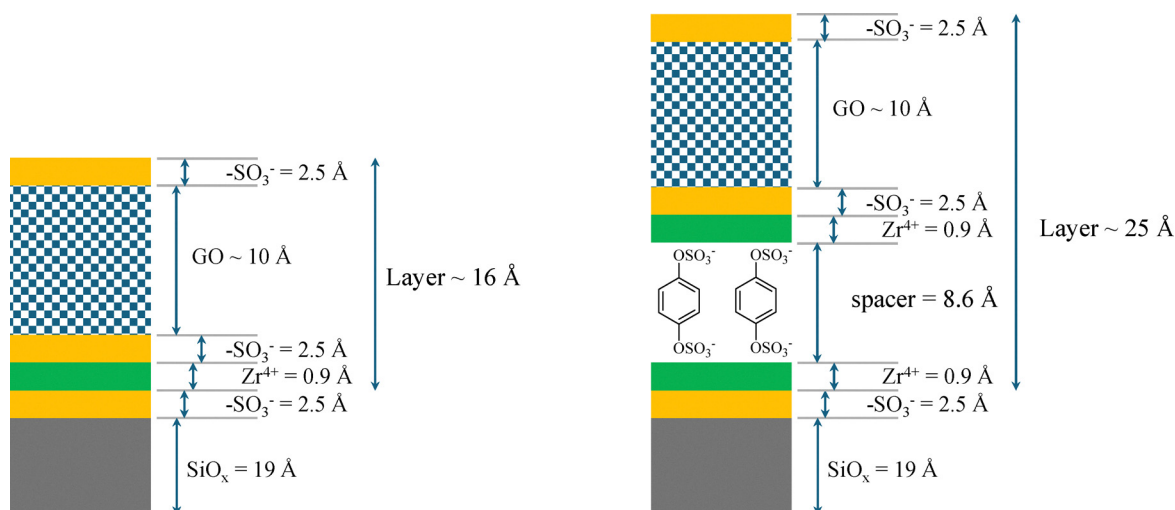 -SO₃⁻ = 2.5 Å
GO ~ 10 Å
Layer ~ 16 Å
-SO₃⁻ = 2.5 Å
Zr⁴⁺ = 0.9 Å
-SO₃⁻ = 2.5 Å
SiOₓ = 19 Å
-SO₃⁻ = 2.5 Å
GO ~ 10 Å
-SO₃⁻ = 2.5 Å
Zr⁴⁺ = 0.9 Å
Layer ~ 25 Å
OSO₃⁻ OSO₃⁻
spacer = 8.6 Å
OSO₃⁻ OSO₃⁻
Zr⁴⁺ = 0.9 Å
-SO₃⁻ = 2.5 Å
SiOₓ = 19 Å